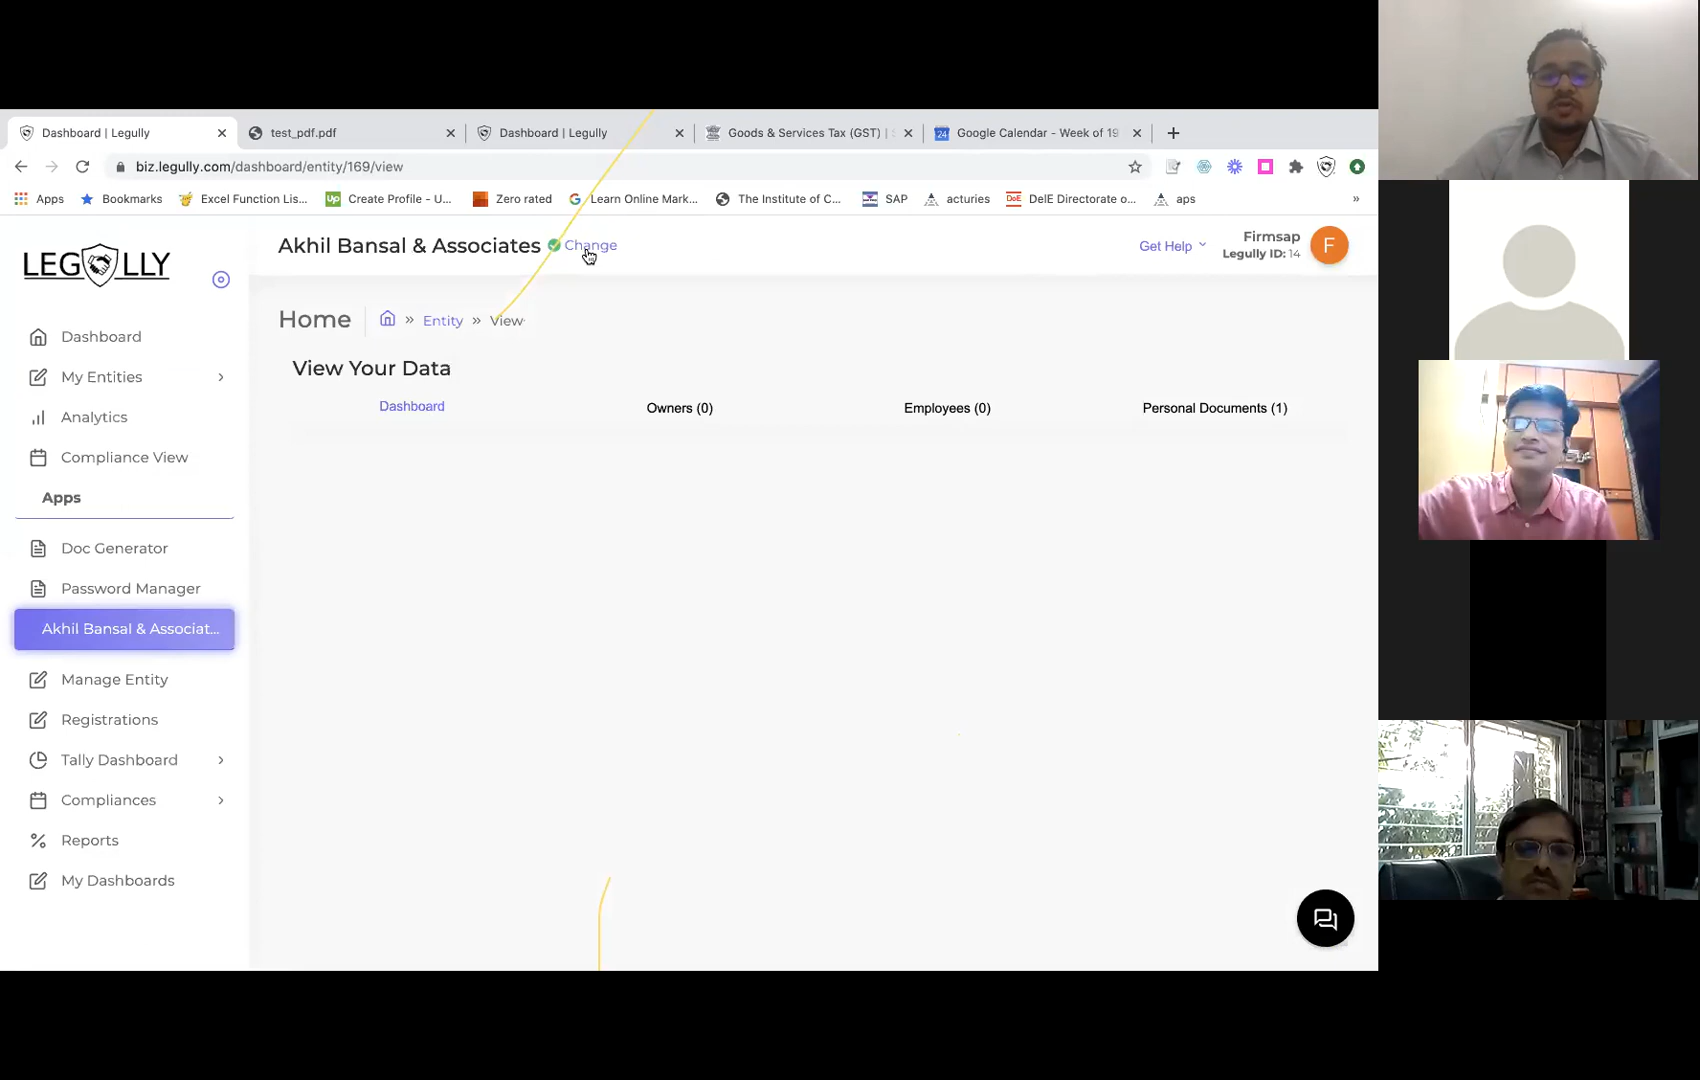 Dashboard | Legully
test_pdf.pdf
Dashboard | Legully
Goods & Services Tax (GST) |
Google Calendar - Week of 19
biz.legully.com/dashboard/entity/169/view
Apps
Bookmarks
Excel Function Lis...
Up Create Profile - U...
Zero rated
Learn Online Mark...
The Institute of C...
SAP
acturies
DoE DelE Directorate o...
aps
»
LEGULLY
Akhil Bansal & Associates
Change
Get Help
Firmsap
Legully ID: 14
F
Home
» Entity » View
View Your Data
Dashboard
Owners (0)
Employees (0)
Personal Documents (1)
Dashboard
My Entities
Analytics
Compliance View
Apps
Doc Generator
Password Manager
Akhil Bansal & Associat...
Manage Entity
Registrations
Tally Dashboard
Compliances
Reports
My Dashboards